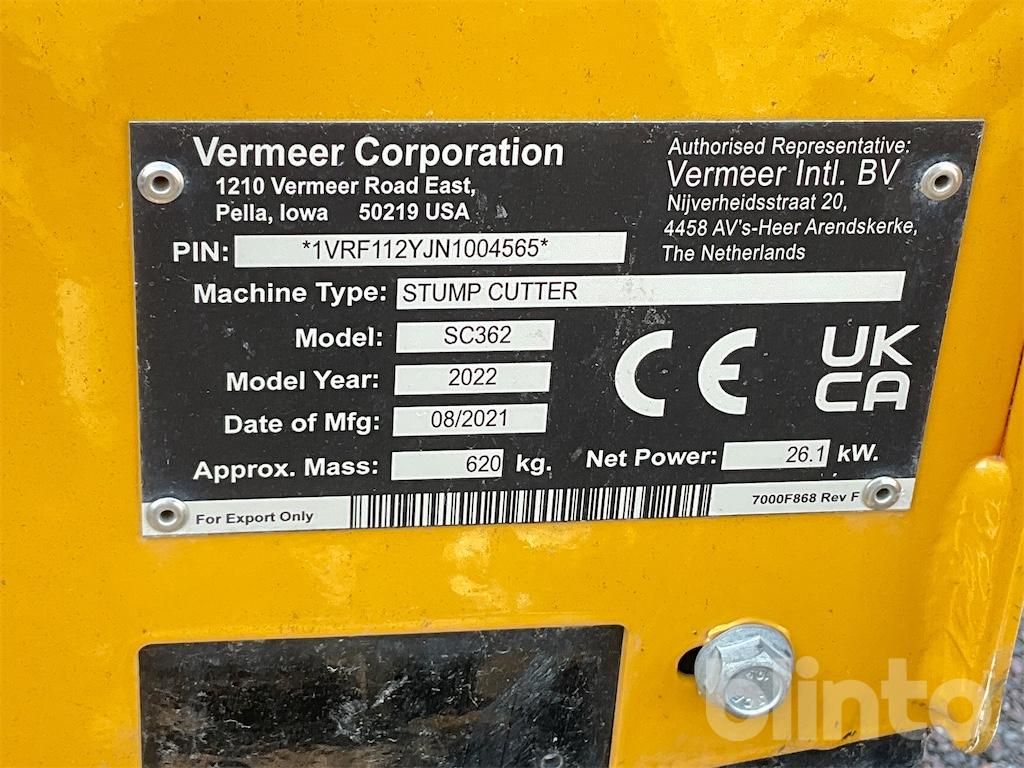 Vermeer Corporation
1210 Vermeer Road East,
Pella, Iowa 50219 USA
Authorised Representative:
Vermeer Intl. BV
Nijverheidsstraat 20,
4458 AV's-Heer Arendskerke,
The Netherlands
PIN: *1VRF112YJN1004565*
Machine Type: STUMP CUTTER
Model: SC362
Model Year: 2022
Date of Mfg: 08/2021
Approx. Mass: 620 kg. Net Power: 26.1 kW.
CE
UK
CA
For Export Only
7000F868 Rev F
blinto